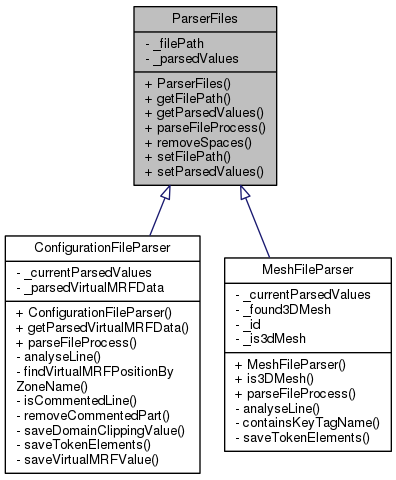 ParserFiles
- _filePath
- _parsedValues
+ ParserFiles()
+ getFilePath()
+ getParsedValues()
+ parseFileProcess()
+ removeSpaces()
+ setFilePath()
+ setParsedValues()
ConfigurationFileParser
- _currentParsedValues
- _parsedVirtualMRFData
+ ConfigurationFileParser()
+ getParsedVirtualMRFData()
+ parseFileProcess()
- analyseLine()
- findVirtualMRFPositionBy
ZoneName()
- isCommentedLine()
- removeCommentedPart()
- saveDomainClippingValue()
- saveTokenElements()
- saveVirtualMRFValue()
MeshFileParser
- _currentParsedValues
- _found3DMesh
- _id
- _is3dMesh
+ MeshFileParser()
+ is3DMesh()
+ parseFileProcess()
- analyseLine()
- containsKeyTagName()
- saveTokenElements()